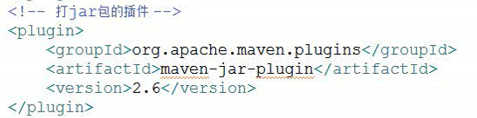 <!-- 打jar包的插件 -->
<plugin>
<groupId>org.apache.maven.plugins</groupId>
<artifactId>maven-jar-plugin</artifactId>
<version>2.6</version>
</plugin>